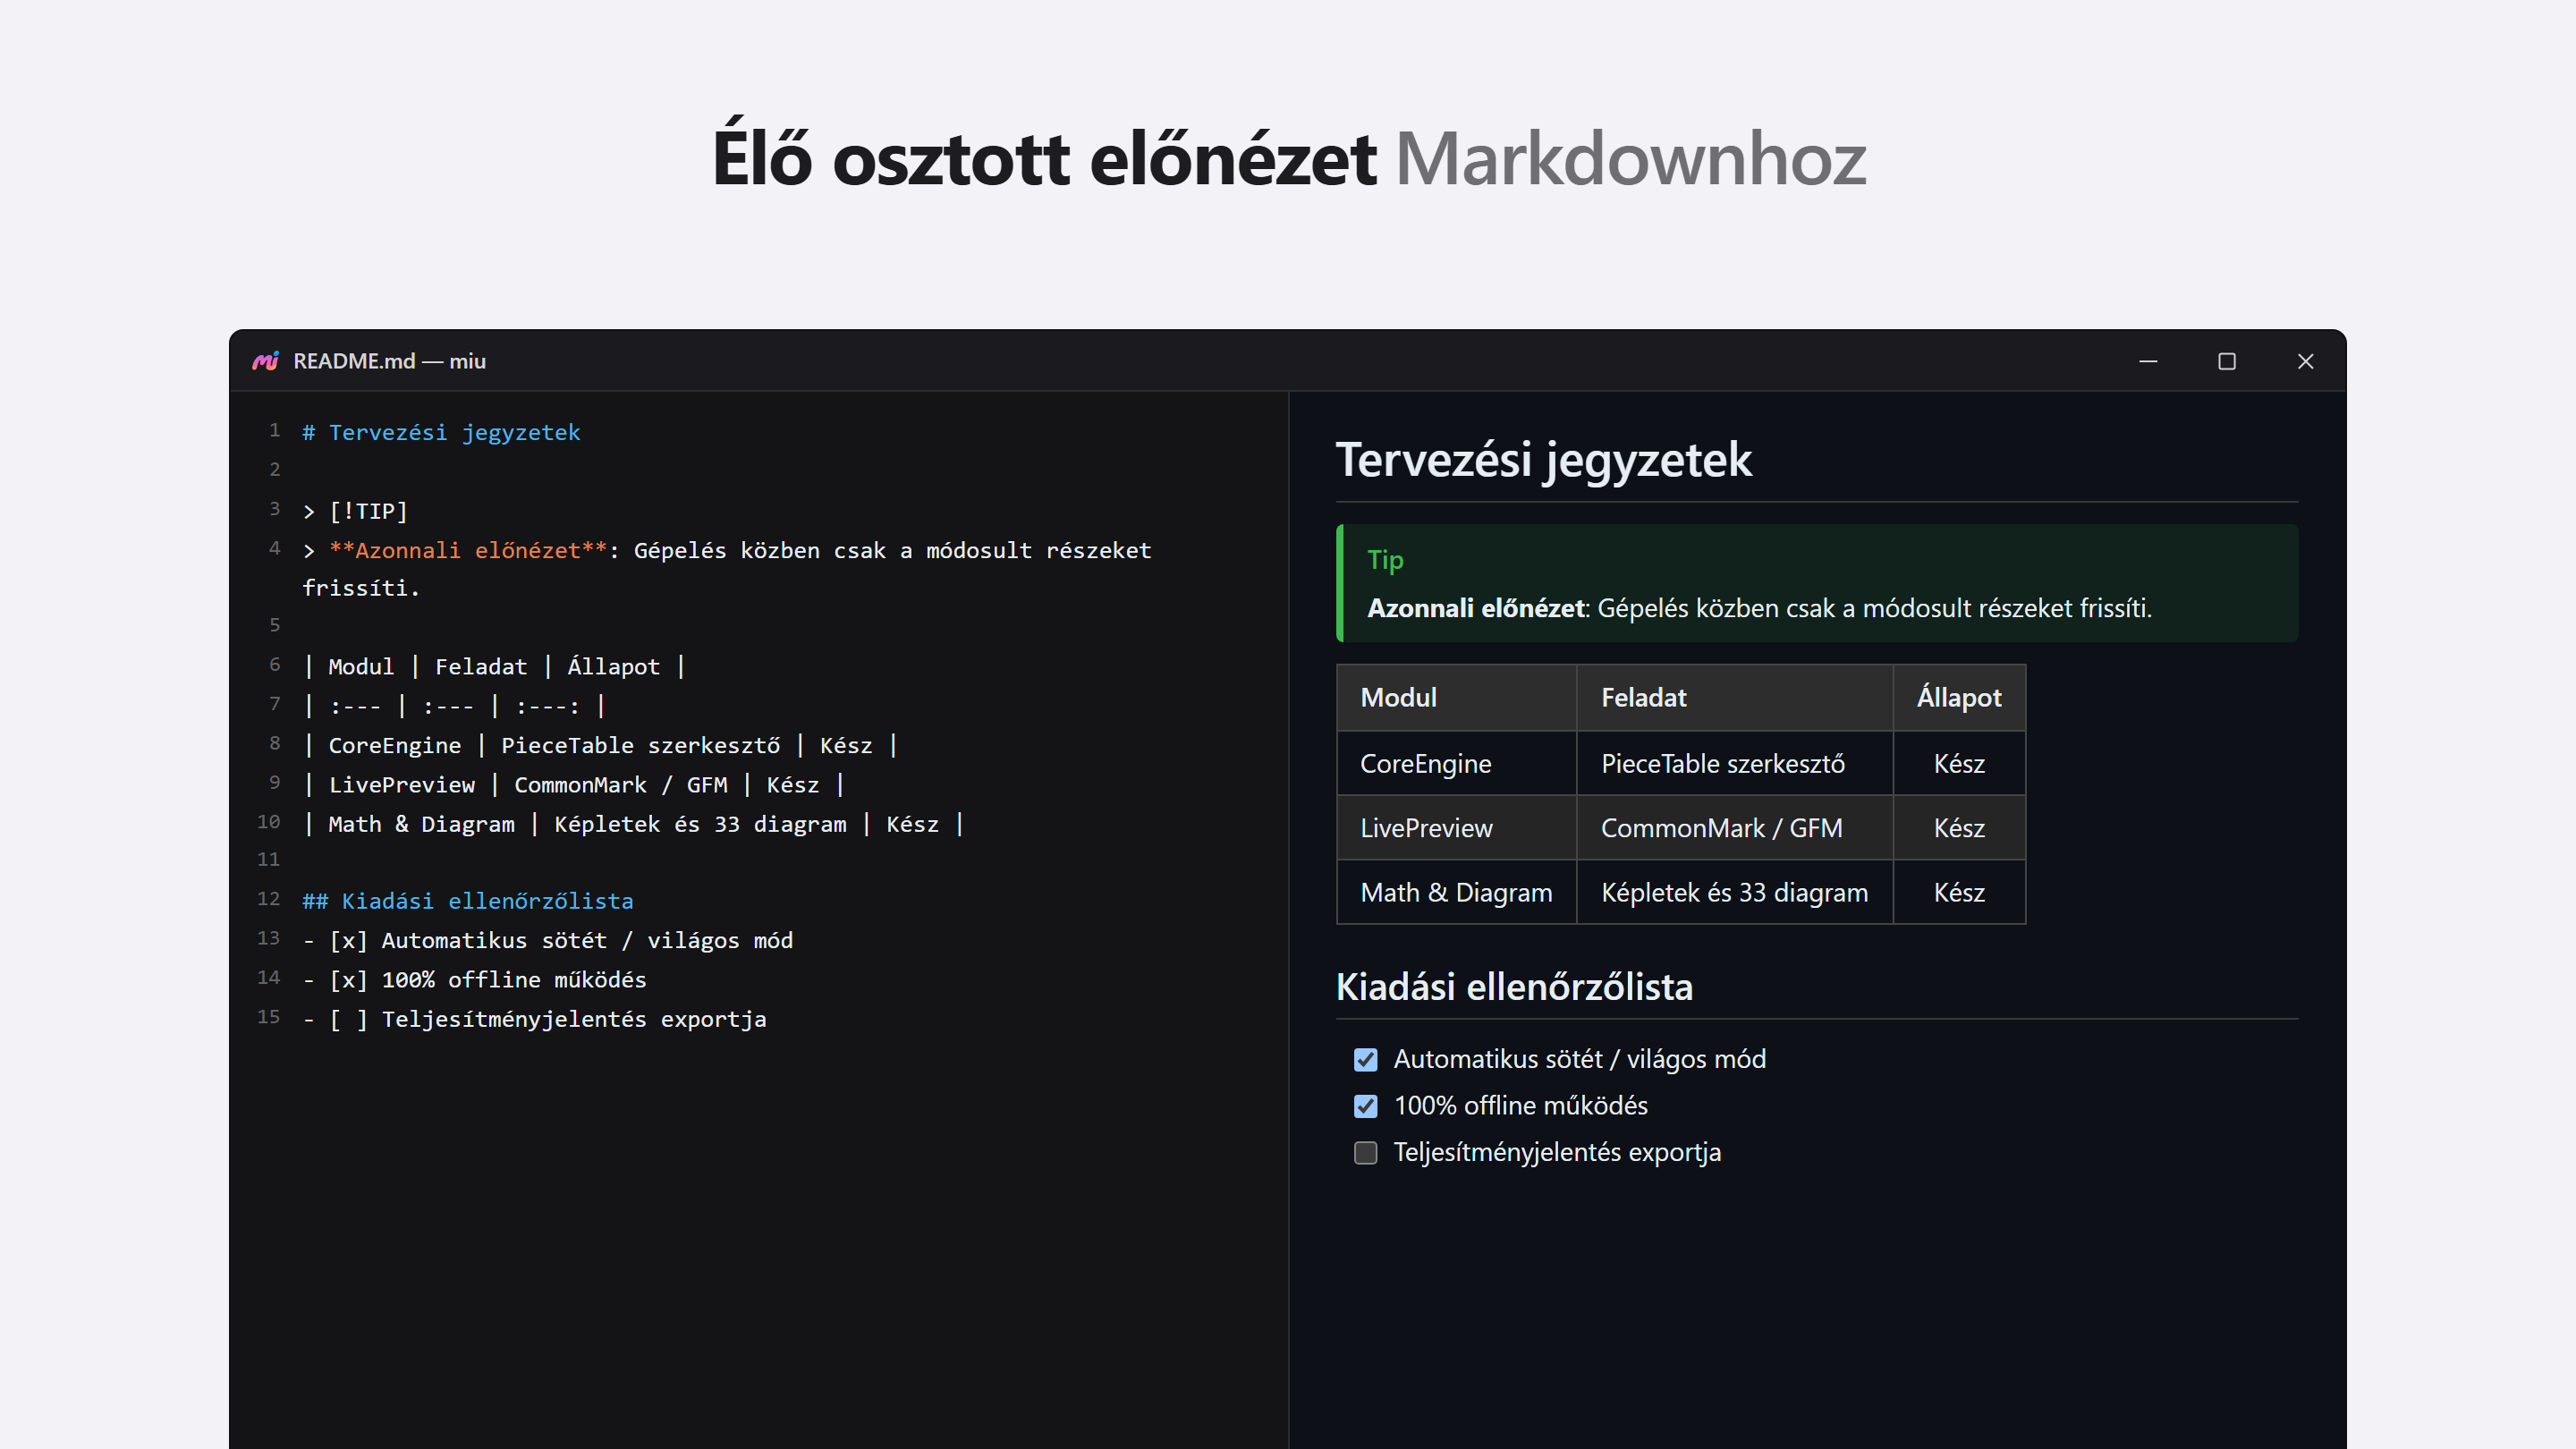 Élő osztott előnézet Markdownhoz
README.md — miu
1 # Tervezési jegyzetek
2
3 > [!TIP]
4 > **Azonnali előnézet**: Gépelés közben csak a módosult részeket
frissíti.
5
6 | Modul | Feladat | Állapot |
7 | :--- | :--- | :---: |
8 | CoreEngine | PieceTable szerkesztő | Kész |
9 | LivePreview | CommonMark / GFM | Kész |
10 | Math & Diagram | Képletek és 33 diagram | Kész |
11
12 ## Kiadási ellenőrzőlista
13 - [x] Automatikus sötét / világos mód
14 - [x] 100% offline működés
15 - [ ] Teljesítményjelentés exportja
Tervezési jegyzetek
Tip
Azonnali előnézet: Gépelés közben csak a módosult részeket frissíti.
Modul Feladat Állapot
CoreEngine PieceTable szerkesztő Kész
LivePreview CommonMark / GFM Kész
Math & Diagram Képletek és 33 diagram Kész
Kiadási ellenőrzőlista
Automatikus sötét / világos mód
100% offline működés
Teljesítményjelentés exportja